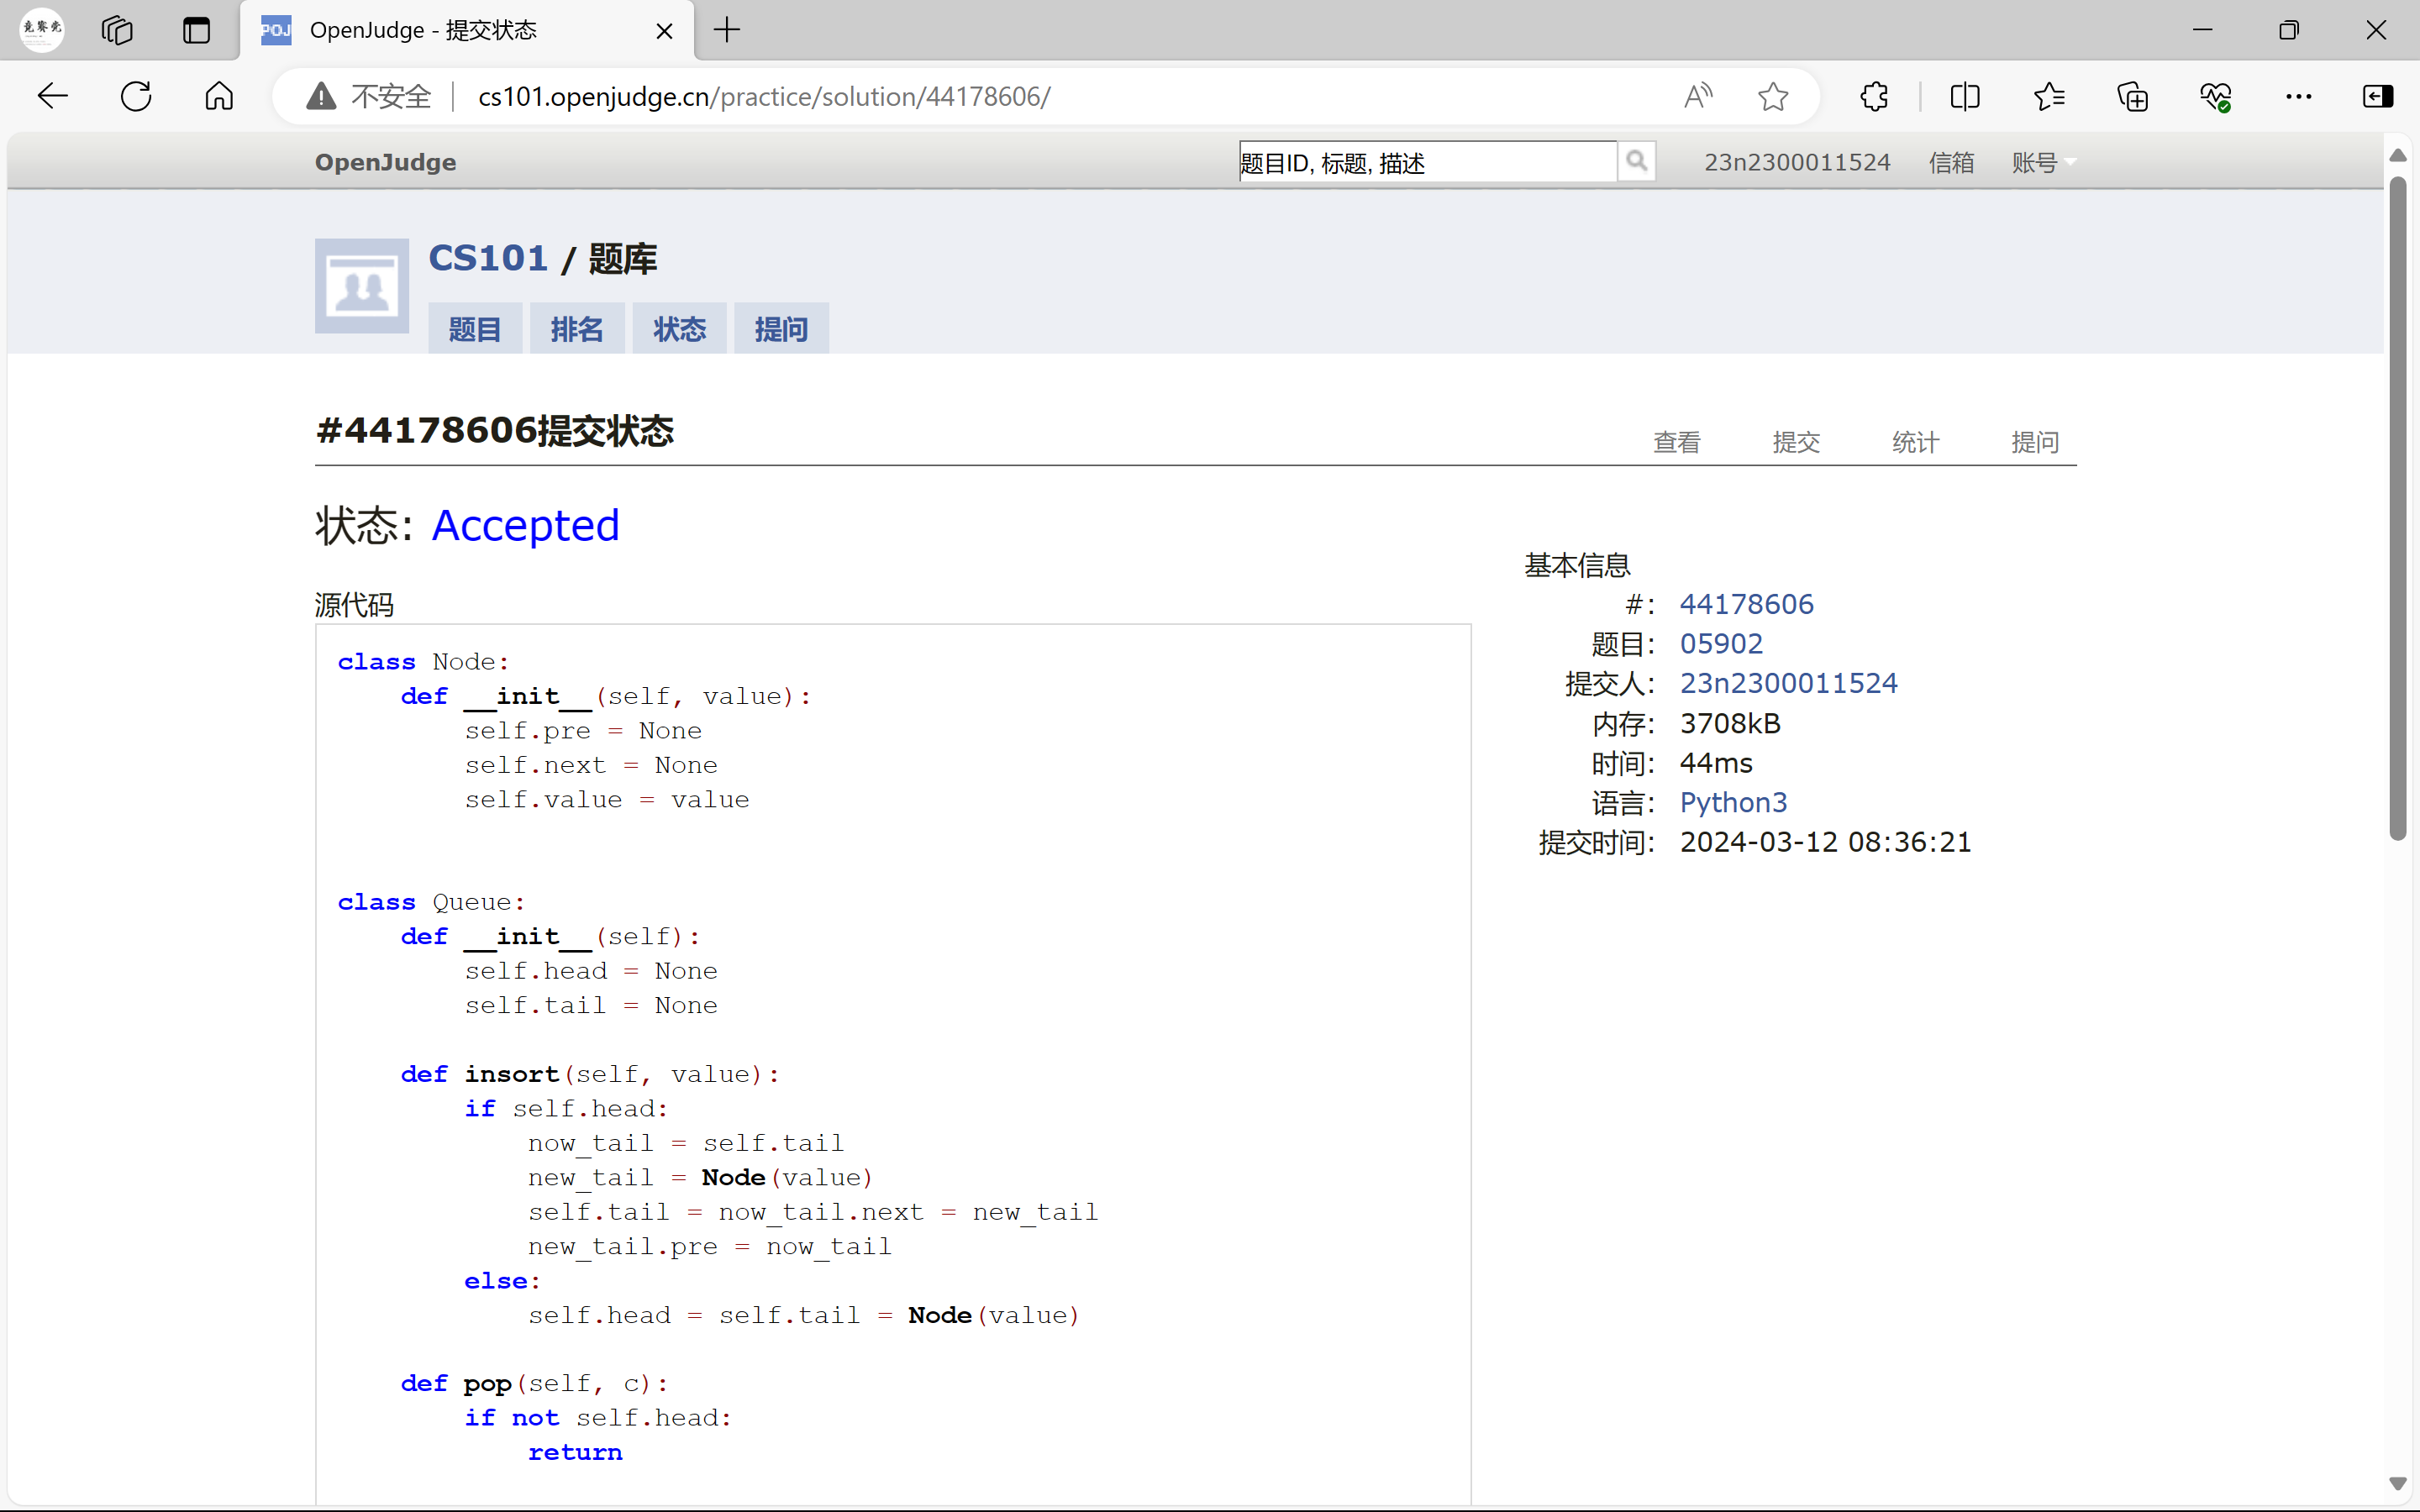 OpenJudge - 提交状态
不安全 cs101.openjudge.cn/practice/solution/44178606/
OpenJudge 题目ID, 标题, 描述 23n2300011524 信箱 账号
CS101 / 题库
题目 排名 状态 提问
#44178606提交状态 查看 提交 统计 提问
状态: Accepted
源代码
class Node:
    def __init__(self, value):
        self.pre = None
        self.next = None
        self.value = value
class Queue:
    def __init__(self):
        self.head = None
        self.tail = None
    def insort(self, value):
        if self.head:
            now_tail = self.tail
            new_tail = Node(value)
            self.tail = now_tail.next = new_tail
            new_tail.pre = now_tail
        else:
            self.head = self.tail = Node(value)
    def pop(self, c):
        if not self.head:
            return
基本信息
#: 44178606
题目: 05902
提交人: 23n2300011524
内存: 3708kB
时间: 44ms
语言: Python3
提交时间: 2024-03-12 08:36:21